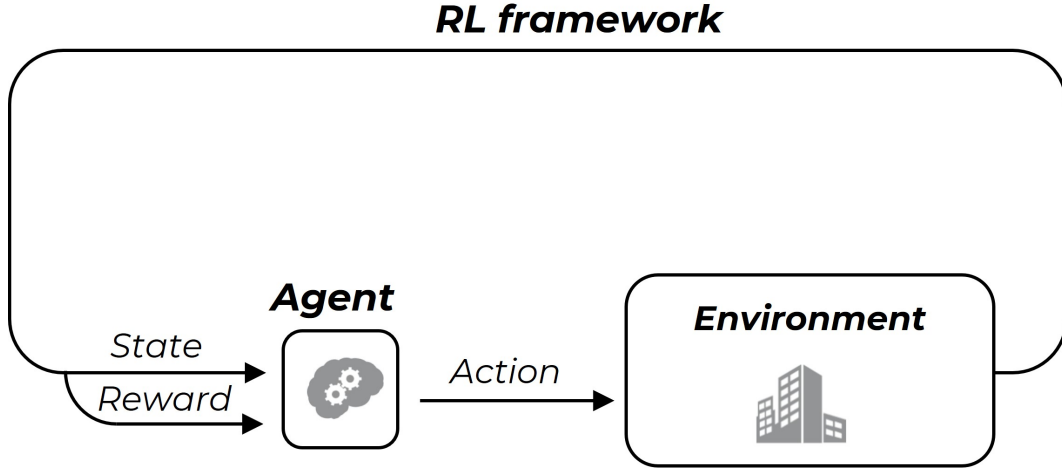 RL framework
Agent
Environment
State
Action
Reward